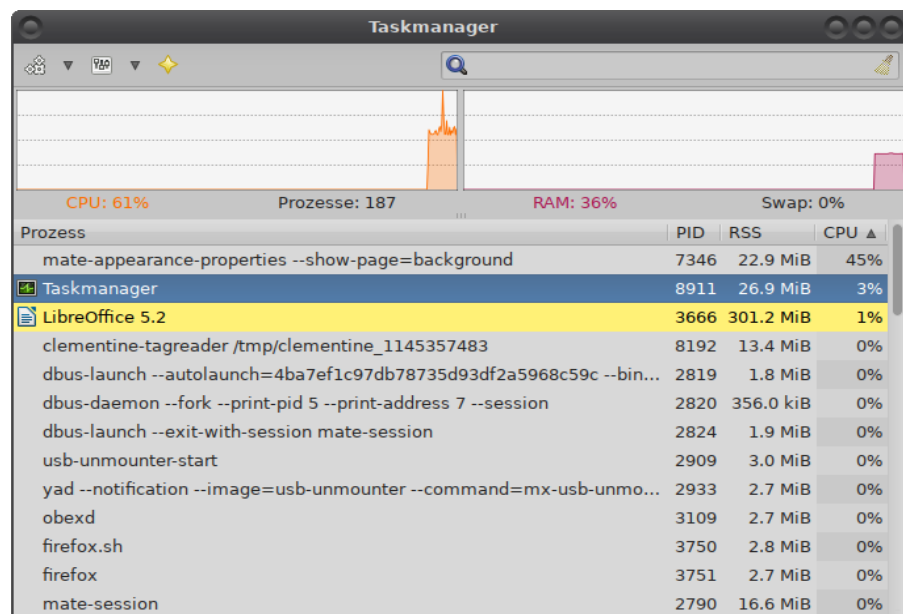 Taskmanager
CPU: 61% Prozesse: 187 RAM: 36% Swap: 0%
Prozess PID RSS CPU ▲
mate-appearance-properties --show-page=background 7346 22.9 MiB 45%
Taskmanager 8911 26.9 MiB 3%
LibreOffice 5.2 3666 301.2 MiB 1%
clementine-tagreader /tmp/clementine_1145357483 8192 13.4 MiB 0%
dbus-launch --autolaunch=4ba7ef1c97db78735d93df2a5968c59c --bin... 2819 1.8 MiB 0%
dbus-daemon --fork --print-pid 5 --print-address 7 --session 2820 356.0 kiB 0%
dbus-launch --exit-with-session mate-session 2824 1.9 MiB 0%
usb-unmounter-start 2909 3.0 MiB 0%
yad --notification --image=usb-unmounter --command=mx-usb-unmo... 2933 2.7 MiB 0%
obexd 3109 2.7 MiB 0%
firefox.sh 3750 2.8 MiB 0%
firefox 3751 2.7 MiB 0%
mate-session 2790 16.6 MiB 0%